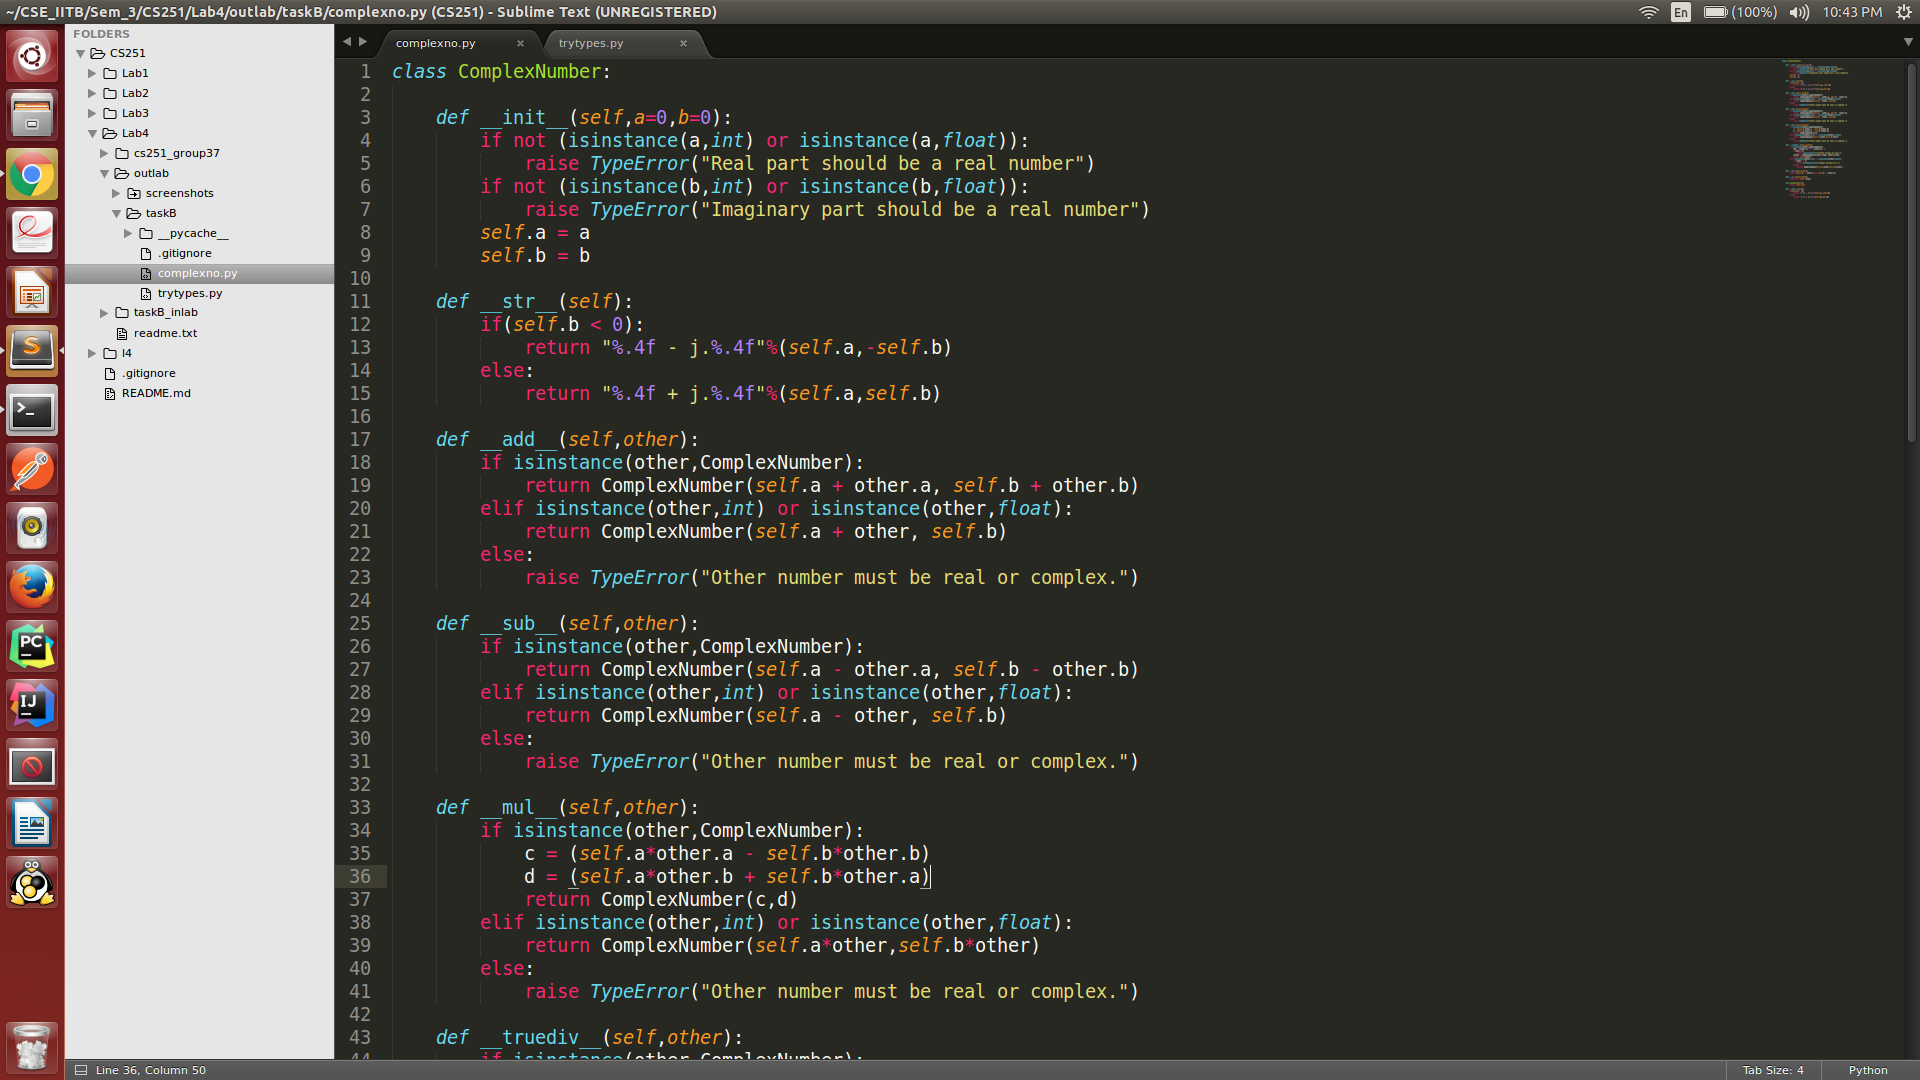 ~/CSE_IITB/Sem_3/CS251/Lab4/outlab/taskB/complexno.py (CS251) - Sublime Text (UNREGISTERED)
En
(100%)
10:43 PM
FOLDERS
CS251
Lab1
Lab2
Lab3
Lab4
cs251_group37
outlab
screenshots
taskB
__pycache__
.gitignore
complexno.py
trytypes.py
taskB_inlab
readme.txt
l4
.gitignore
README.md
complexno.py
trytypes.py
1 class ComplexNumber:
2
3     def __init__(self,a=0,b=0):
4         if not (isinstance(a,int) or isinstance(a,float)):
5             raise TypeError("Real part should be a real number")
6         if not (isinstance(b,int) or isinstance(b,float)):
7             raise TypeError("Imaginary part should be a real number")
8         self.a = a
9         self.b = b
10
11     def __str__(self):
12         if(self.b < 0):
13             return "%.4f - j.%.4f"%(self.a,-self.b)
14         else:
15             return "%.4f + j.%.4f"%(self.a,self.b)
16
17     def __add__(self,other):
18         if isinstance(other,ComplexNumber):
19             return ComplexNumber(self.a + other.a, self.b + other.b)
20         elif isinstance(other,int) or isinstance(other,float):
21             return ComplexNumber(self.a + other, self.b)
22         else:
23             raise TypeError("Other number must be real or complex.")
24
25     def __sub__(self,other):
26         if isinstance(other,ComplexNumber):
27             return ComplexNumber(self.a - other.a, self.b - other.b)
28         elif isinstance(other,int) or isinstance(other,float):
29             return ComplexNumber(self.a - other, self.b)
30         else:
31             raise TypeError("Other number must be real or complex.")
32
33     def __mul__(self,other):
34         if isinstance(other,ComplexNumber):
35             c = (self.a*other.a - self.b*other.b)
36             d = (self.a*other.b + self.b*other.a)
37             return ComplexNumber(c,d)
38         elif isinstance(other,int) or isinstance(other,float):
39             return ComplexNumber(self.a*other,self.b*other)
40         else:
41             raise TypeError("Other number must be real or complex.")
42
43     def __truediv__(self,other):
44         if isinstance(other,ComplexNumber):
PC
IJ
Line 36, Column 50
Tab Size: 4
Python